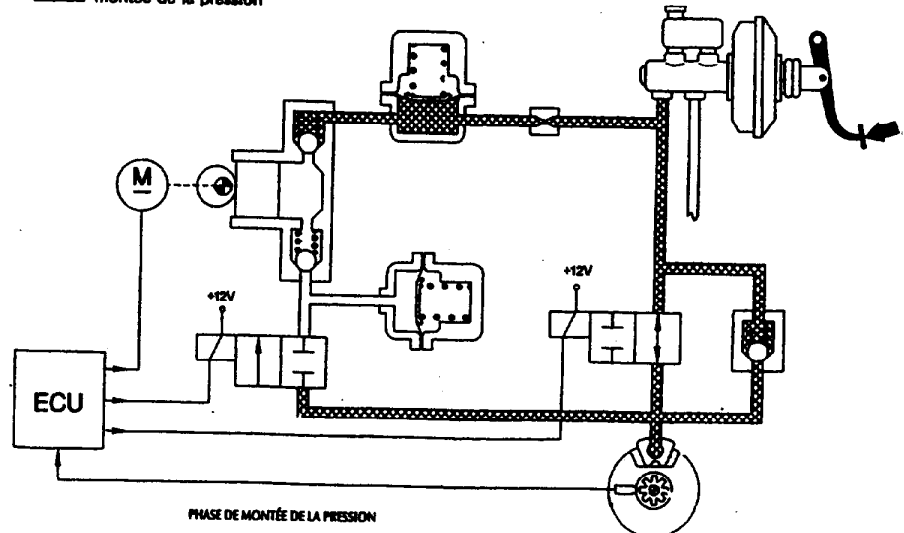 montée de la pression
M
+12V
+12V
ECU
PHASE DE MONTÉE DE LA PRESSION